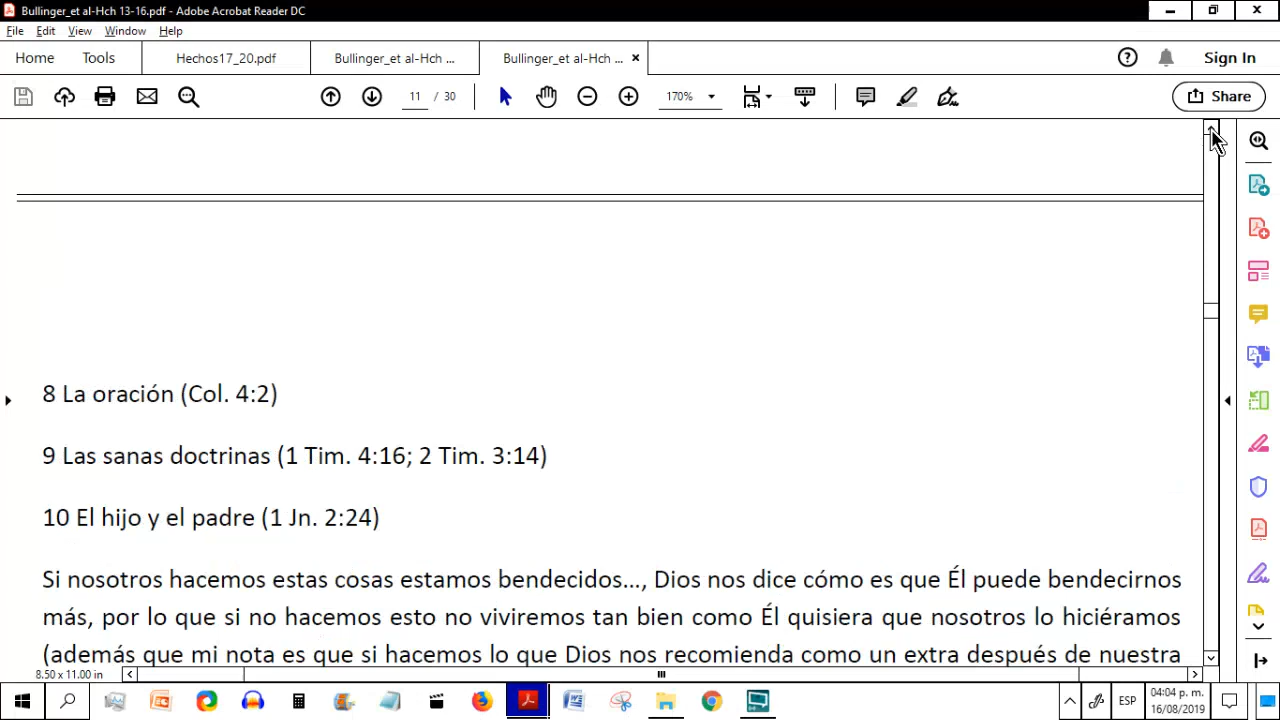 Bullinger_et al-Hch 13-16.pdf - Adobe Acrobat Reader DC
File Edit View Window Help
Home Tools Hechos17_20.pdf Bullinger_et al-Hch ... Bullinger_et al-Hch ... × Sign In
11 / 30 170% Share
8 La oración (Col. 4:2)
9 Las sanas doctrinas (1 Tim. 4:16; 2 Tim. 3:14)
10 El hijo y el padre (1 Jn. 2:24)
Si nosotros hacemos estas cosas estamos bendecidos..., Dios nos dice cómo es que Él puede bendecirnos
más, por lo que si no hacemos esto no viviremos tan bien como Él quisiera que nosotros lo hiciéramos
(además que mi nota es que si hacemos lo que Dios nos recomienda como un extra después de nuestra
8.50 x 11.00 in
ESP 04:04 p. m.
16/08/2019